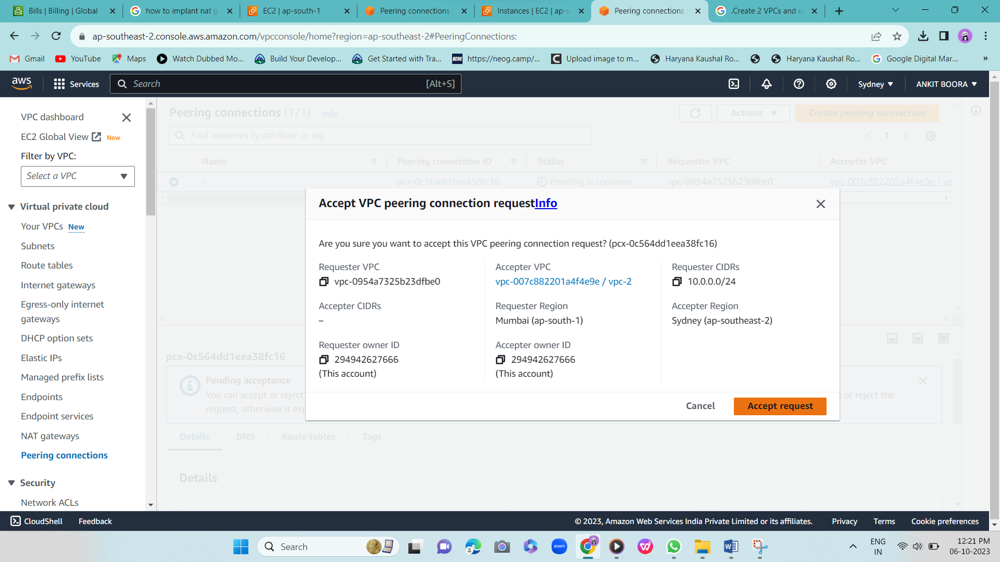 Bills | Billing | Global
how to implant nat g
EC2 | ap-south-1
Peering connections
Instances | EC2 | ap-s
Peering connections
.Create 2 VPCs and u
ap-southeast-2.console.aws.amazon.com/vpcconsole/home?region=ap-southeast-2#PeeringConnections:
Gmail
YouTube
Maps
Watch Dubbed Mo...
Build Your Develop...
Get Started with Tra...
NEOG
https://neog.camp/...
Upload image to m...
Haryana Kaushal Ro...
Haryana Kaushal Ro...
Google Digital Mar...
»
aws
Services
Search
[Alt+S]
Sydney
ANKIT BOORA
VPC dashboard
EC2 Global View New
Filter by VPC:
Select a VPC
Virtual private cloud
Your VPCs New
Subnets
Route tables
Internet gateways
Egress-only internet
gateways
DHCP option sets
Elastic IPs
Managed prefix lists
Endpoints
Endpoint services
NAT gateways
Peering connections
Security
Network ACLs
Peering connections (1/1) Info
Actions
Create peering connection
Find resources by attribute or tag
1
Name
Peering connection ID
Status
Requester VPC
Accepter VPC
–
pcx-0c564dd1eea38fc16
Pending acceptance
vpc-0954a7325b23dfbe0
vpc-007c882201a4f4e9e / vp
Accept VPC peering connection requestInfo
Are you sure you want to accept this VPC peering connection request? (pcx-0c564dd1eea38fc16)
Requester VPC
vpc-0954a7325b23dfbe0
Accepter VPC
vpc-007c882201a4f4e9e / vpc-2
Requester CIDRs
10.0.0.0/24
Accepter CIDRs
–
Requester Region
Mumbai (ap-south-1)
Accepter Region
Sydney (ap-southeast-2)
Requester owner ID
294942627666
(This account)
Accepter owner ID
294942627666
(This account)
Cancel
Accept request
pcx-0c564dd1eea38fc16
Pending acceptance
You can accept or reject
t or reject the
request, otherwise it exp
Details
DNS
Route tables
Tags
Details
CloudShell
Feedback
© 2023, Amazon Web Services India Private Limited or its affiliates.
Privacy
Terms
Cookie preferences
Search
zoom
ENG
IN
12:21 PM
06-10-2023